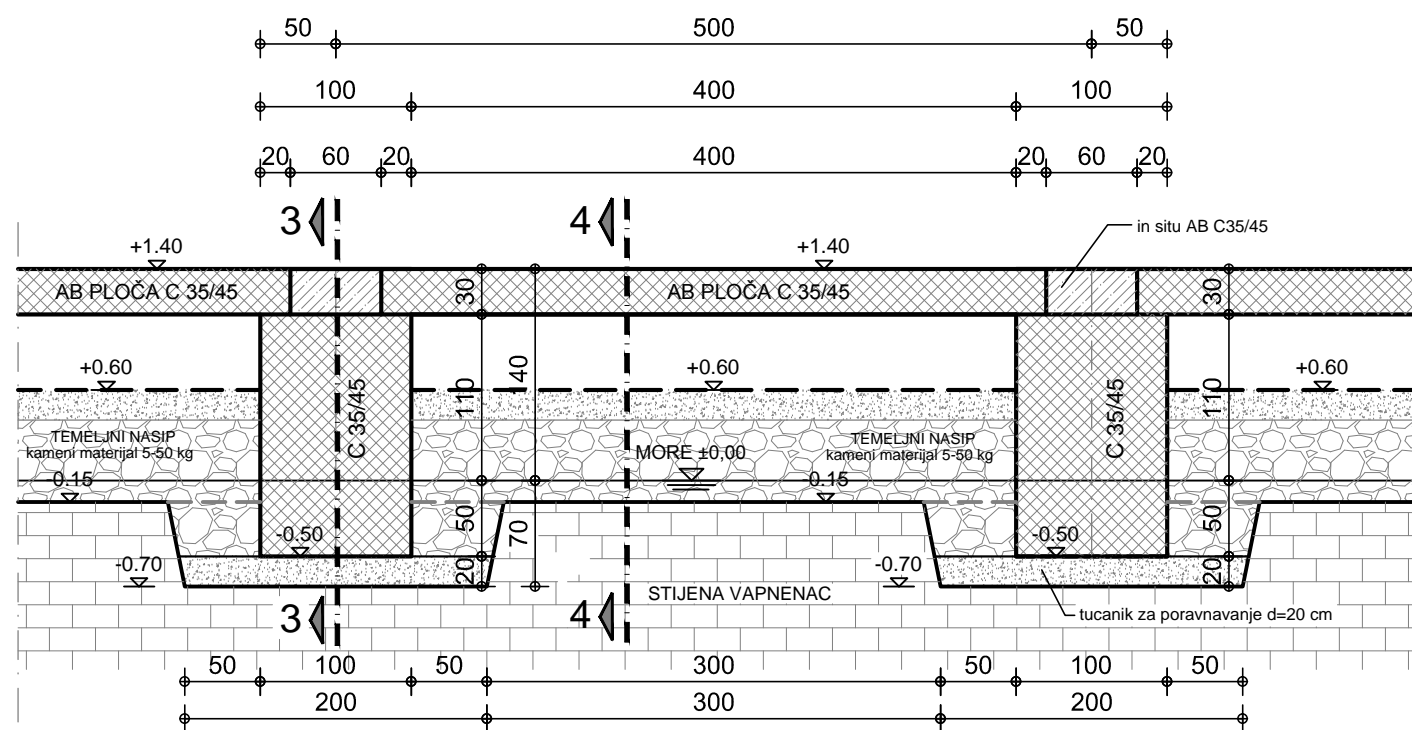 50 500 50
100 400 100
20 60 20 400 20 60 20
3 4
in situ AB C35/45
+1.40 +1.40
AB PLOČA C 35/45 AB PLOČA C 35/45
30 30
+0.60 +0.60 +0.60
140
110 110
C 35/45 C 35/45
TEMELJNI NASIP
kameni materijal 5-50 kg
MORE ±0,00
TEMELJNI NASIP
kameni materijal 5-50 kg
-0.15 -0.15
50 70 50
-0.50 -0.50
-0.70 20 -0.70 20
STIJENA VAPNENAC
3 4
tucanik za poravnavanje d=20 cm
50 100 50 300 50 100 50
200 300 200